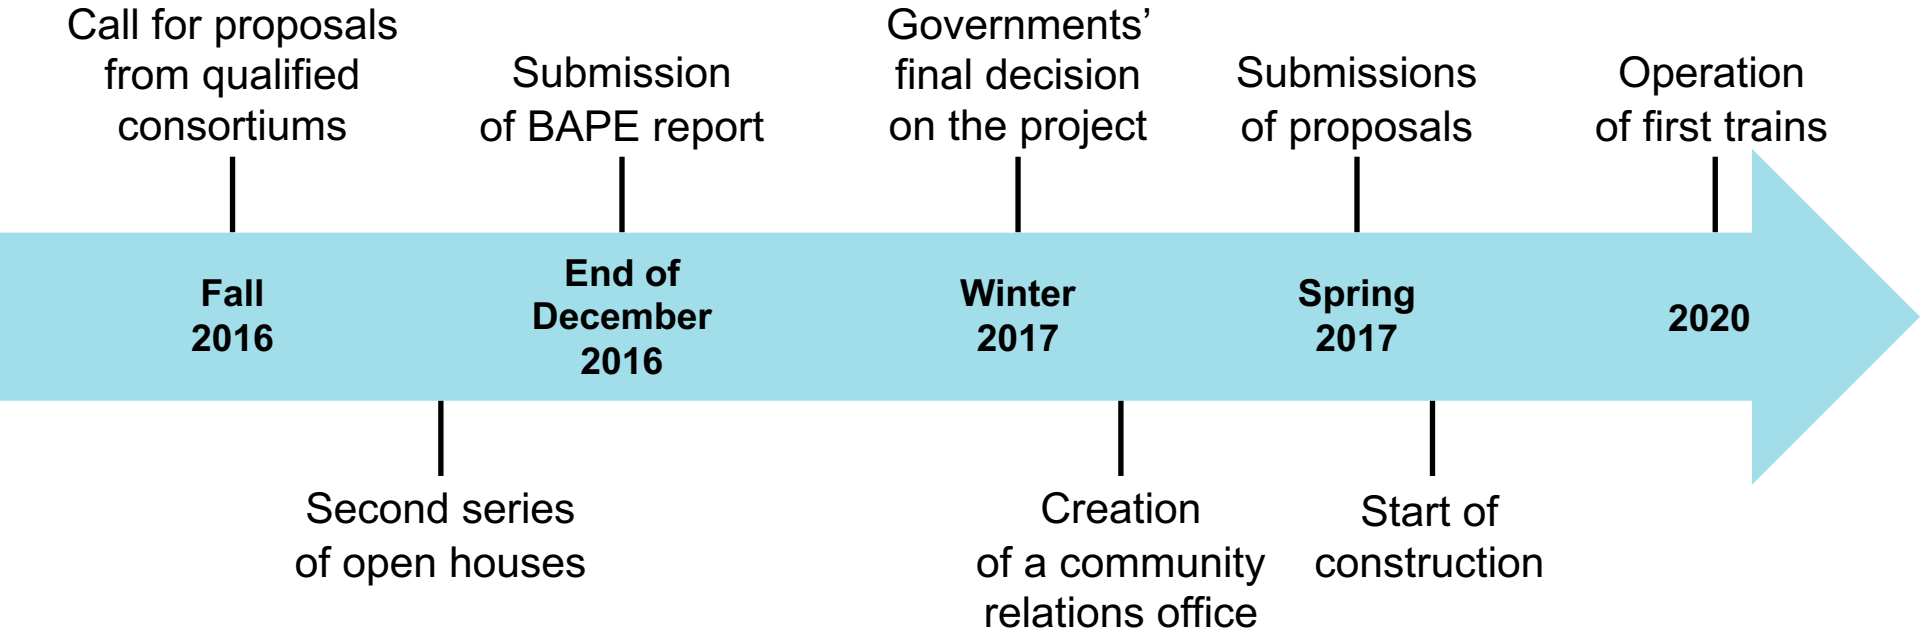 Call for proposals
from qualified
consortiums
Submission
of BAPE report
Governments’
final decision
on the project
Submissions
of proposals
Operation
of first trains
Fall
2016
End of
December
2016
Winter
2017
Spring
2017
2020
Second series
of open houses
Creation
of a community
relations office
Start of
construction